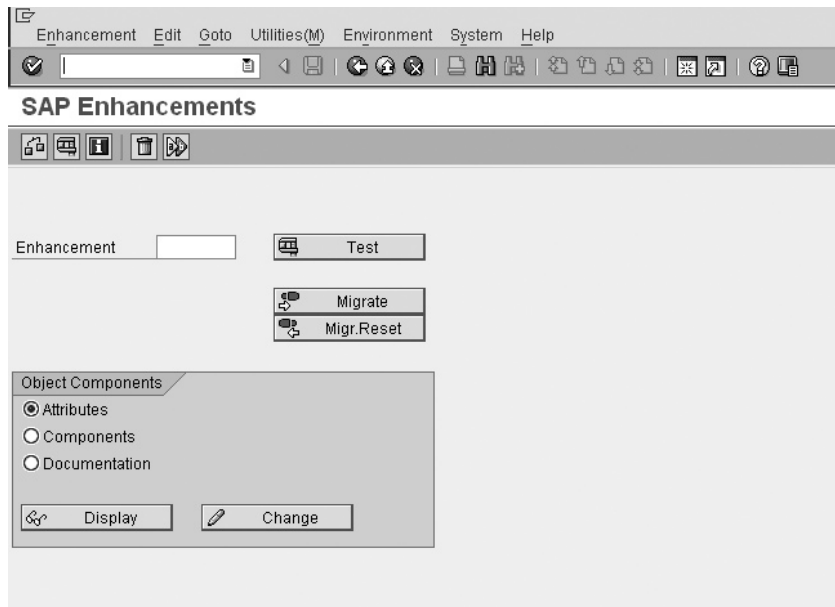 Enhancement Edit Goto Utilities(M) Environment System Help
SAP Enhancements
Enhancement Test
Migrate
Migr.Reset
Object Components
Attributes
Components
Documentation
Display Change